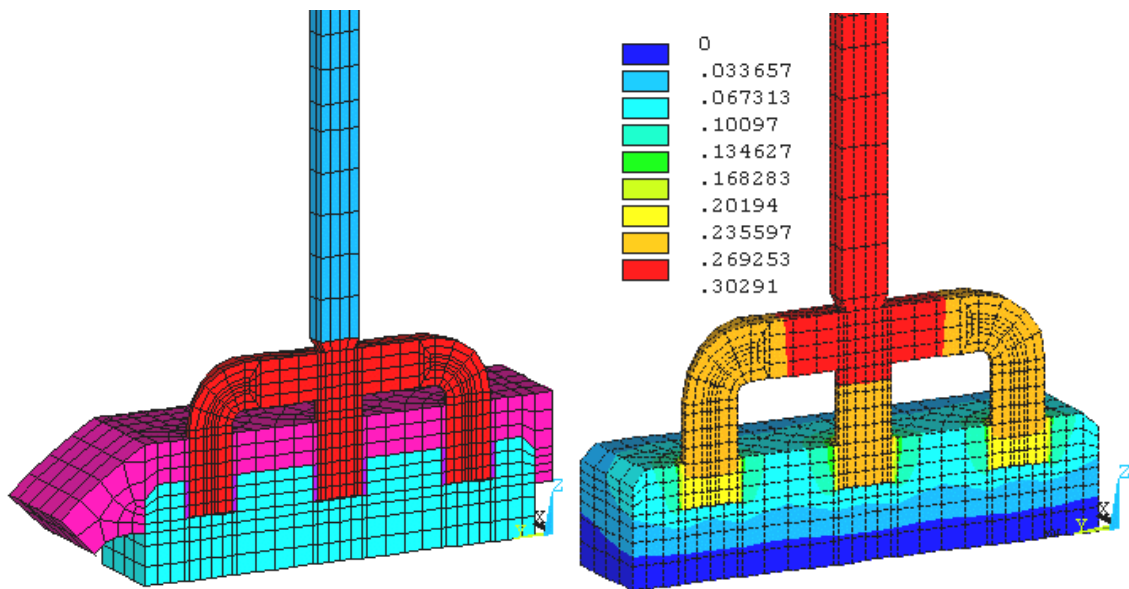 0
.033657
.067313
.10097
.134627
.168283
.20194
.235597
.269253
.30291
Z
X
Y
Z
X
Y